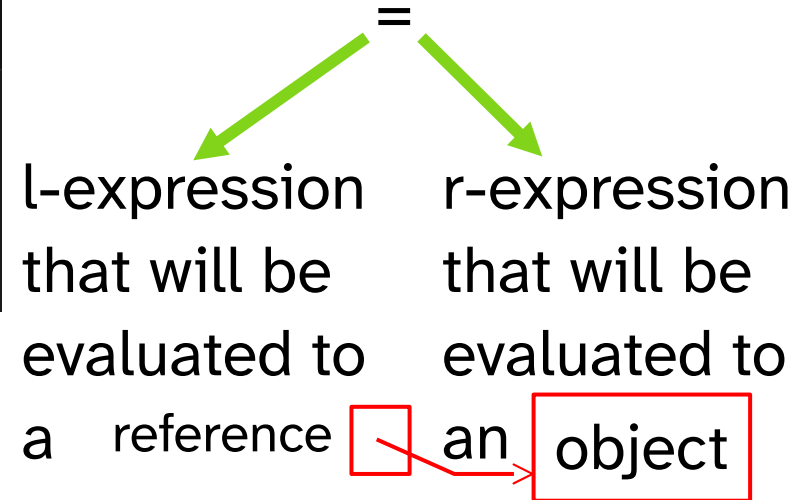 =
l-expression
that will be
evaluated to
a reference
r-expression
that will be
evaluated to
an object